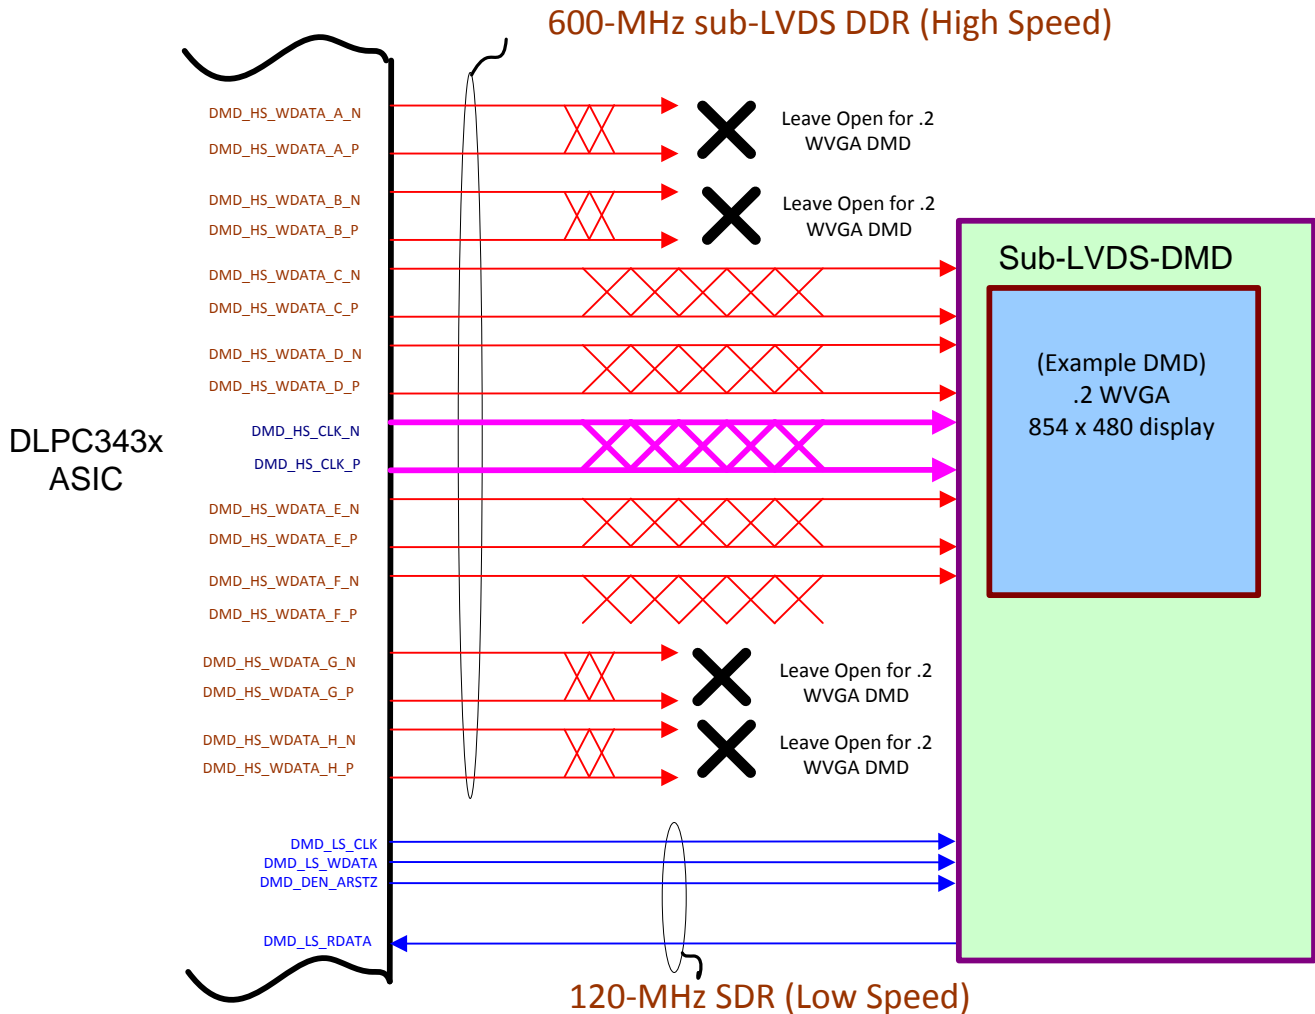 600-MHz sub-LVDS DDR (High Speed)
DMD_HS_WDATA_A_N
DMD_HS_WDATA_A_P
Leave Open for .2
WVGA DMD
DMD_HS_WDATA_B_N
DMD_HS_WDATA_B_P
Leave Open for .2
WVGA DMD
DMD_HS_WDATA_C_N
DMD_HS_WDATA_C_P
DMD_HS_WDATA_D_N
DMD_HS_WDATA_D_P
DLPC343x
ASIC
DMD_HS_CLK_N
DMD_HS_CLK_P
DMD_HS_WDATA_E_N
DMD_HS_WDATA_E_P
DMD_HS_WDATA_F_N
DMD_HS_WDATA_F_P
DMD_HS_WDATA_G_N
DMD_HS_WDATA_G_P
Leave Open for .2
WVGA DMD
DMD_HS_WDATA_H_N
DMD_HS_WDATA_H_P
Leave Open for .2
WVGA DMD
Sub-LVDS-DMD
(Example DMD)
.2 WVGA
854 x 480 display
DMD_LS_CLK
DMD_LS_WDATA
DMD_DEN_ARSTZ
DMD_LS_RDATA
120-MHz SDR (Low Speed)